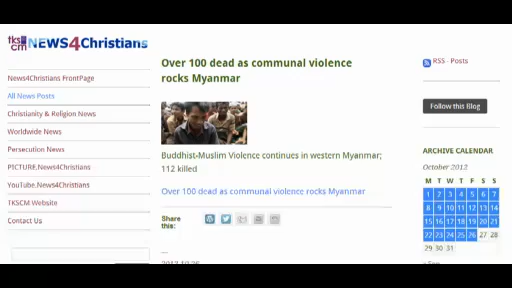 tkscm NEWS4Christians
News4Christians FrontPage
All News Posts
Christianity & Religion News
Worldwide News
Persecution News
PICTURE.News4Christians
YouTube.News4Christians
TKSCM Website
Contact Us
Over 100 dead as communal violence
rocks Myanmar
Buddhist-Muslim Violence continues in western Myanmar;
112 killed
Over 100 dead as communal violence rocks Myanmar
Share
this:
RSS - Posts
Follow this Blog
ARCHIVE CALENDAR
October 2012
M T W T F S S
1 2 3 4 5 6 7
8 9 10 11 12 13 14
15 16 17 18 19 20 21
22 23 24 25 26 27 28
29 30 31